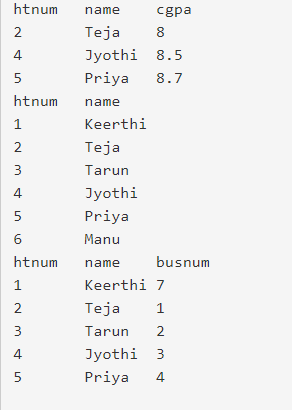 htnum name cgpa
2 Teja 8
4 Jyothi 8.5
5 Priya 8.7
htnum name
1 Keerthi
2 Teja
3 Tarun
4 Jyothi
5 Priya
6 Manu
htnum name busnum
1 Keerthi 7
2 Teja 1
3 Tarun 2
4 Jyothi 3
5 Priya 4